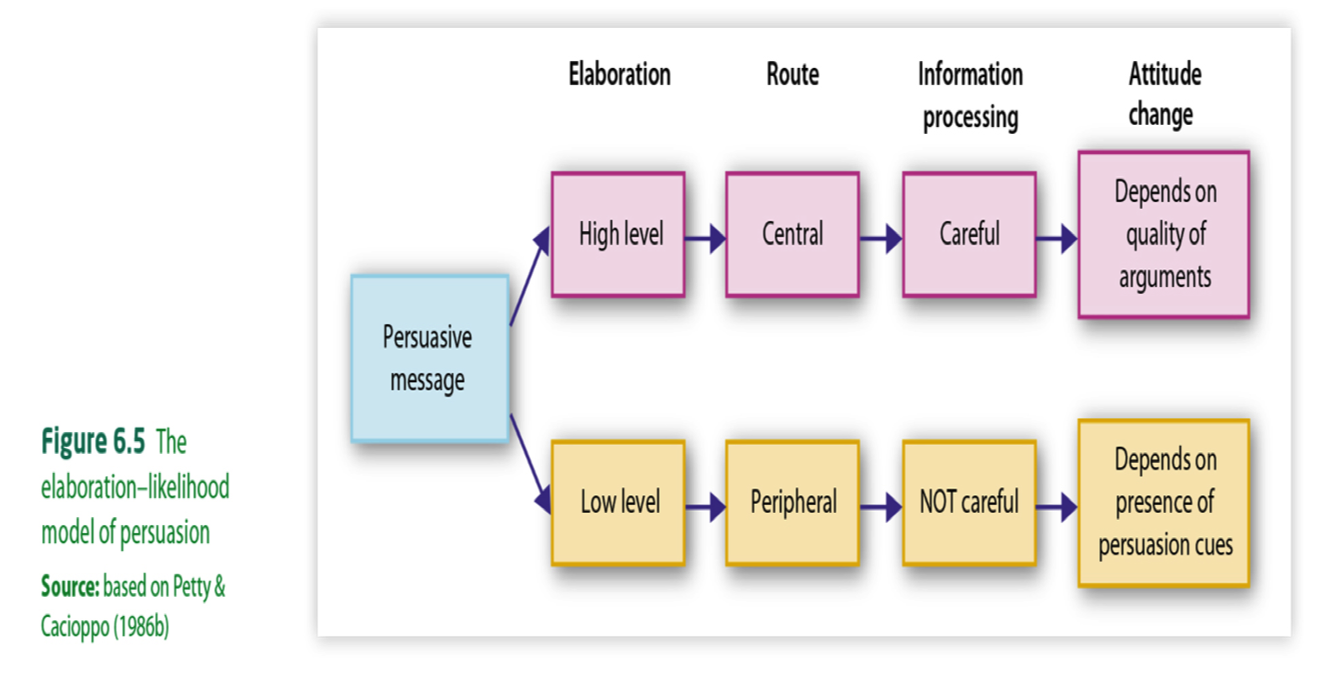 Elaboration
Route
Information
processing
Attitude
change
High level
Central
Careful
Depends on
quality of
arguments
Persuasive
message
Low level
Peripheral
NOT careful
Depends on
presence of
persuasion cues
Figure 6.5 The
elaboration–likelihood
model of persuasion
Source: based on Petty &
Cacioppo (1986b)